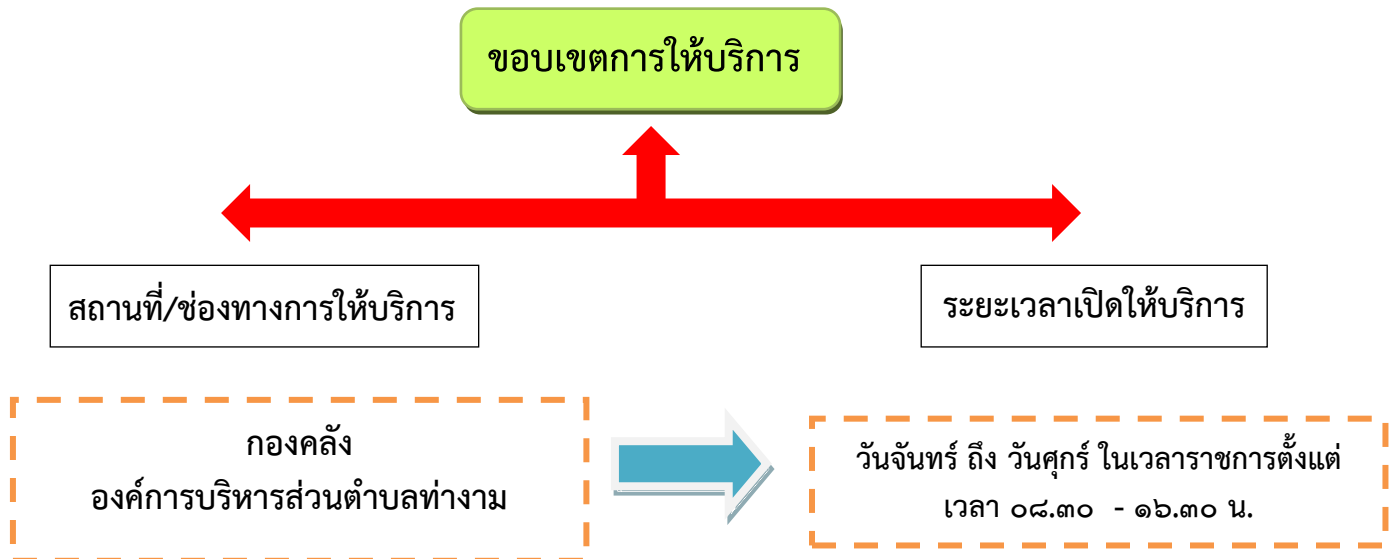 ขอบเขตการให้บริการ
สถานที่/ช่องทางการให้บริการ
ระยะเวลาเปิดให้บริการ
กองคลัง
องค์การบริหารส่วนตำบลท่างาม
วันจันทร์ ถึง วันศุกร์ ในเวลาราชการตั้งแต่
เวลา ๐๘.๓๐ - ๑๖.๓๐ น.